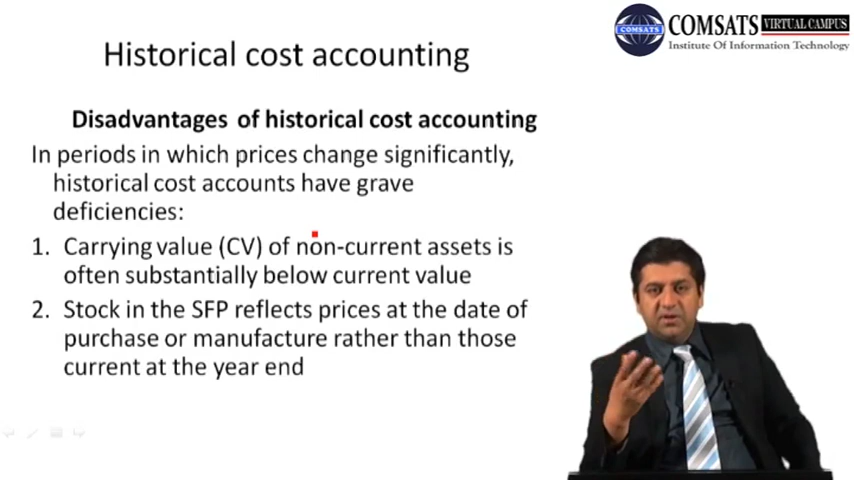 COMSATS
COMSATS VIRTUAL CAMPUS
Institute Of Information Technology
Historical cost accounting
Disadvantages of historical cost accounting
In periods in which prices change significantly,
historical cost accounts have grave
deficiencies:
1. Carrying value (CV) of non-current assets is
often substantially below current value
2. Stock in the SFP reflects prices at the date of
purchase or manufacture rather than those
current at the year end